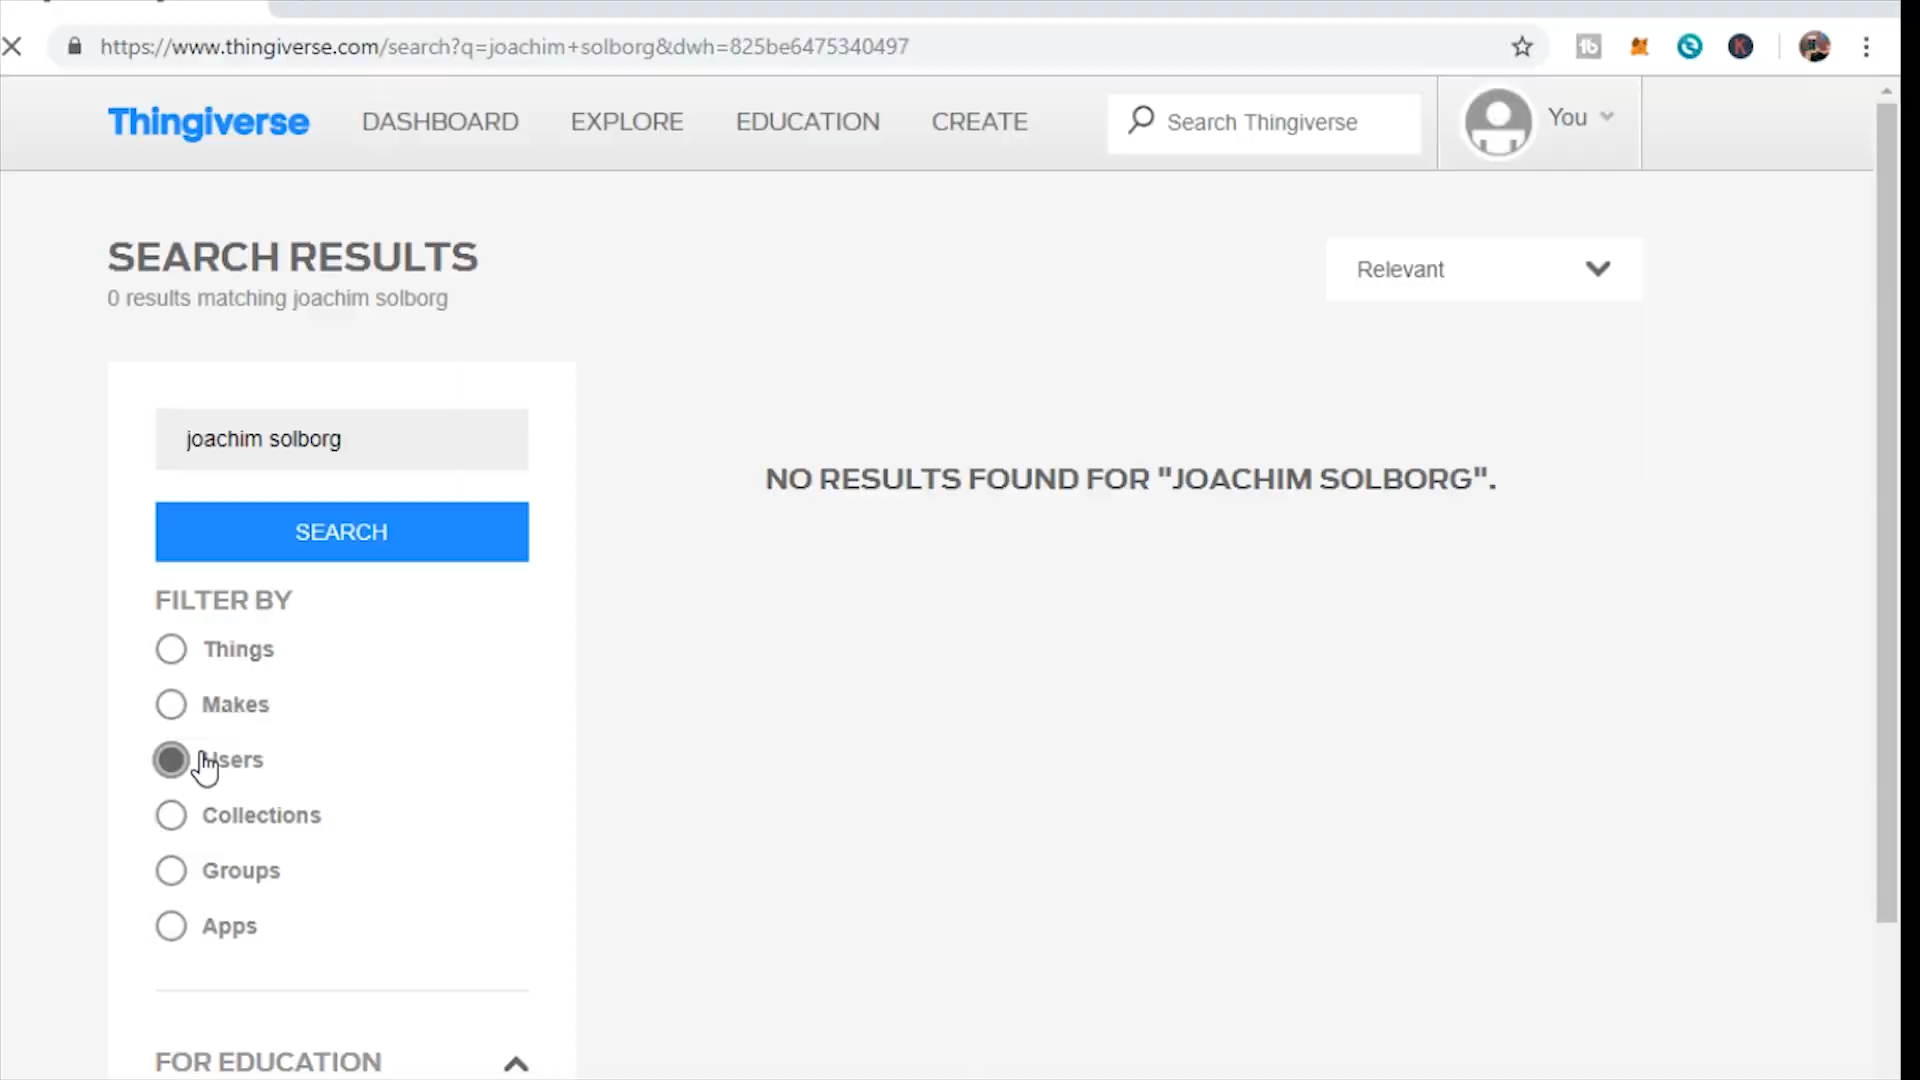 https://www.thingiverse.com/search?q=joachim+solborg&dwh=825be6475340497
Thingiverse DASHBOARD EXPLORE EDUCATION CREATE Search Thingiverse You
SEARCH RESULTS
0 results matching joachim solborg
Relevant
joachim solborg
NO RESULTS FOUND FOR "JOACHIM SOLBORG".
SEARCH
FILTER BY
Things
Makes
Users
Collections
Groups
Apps
FOR EDUCATION